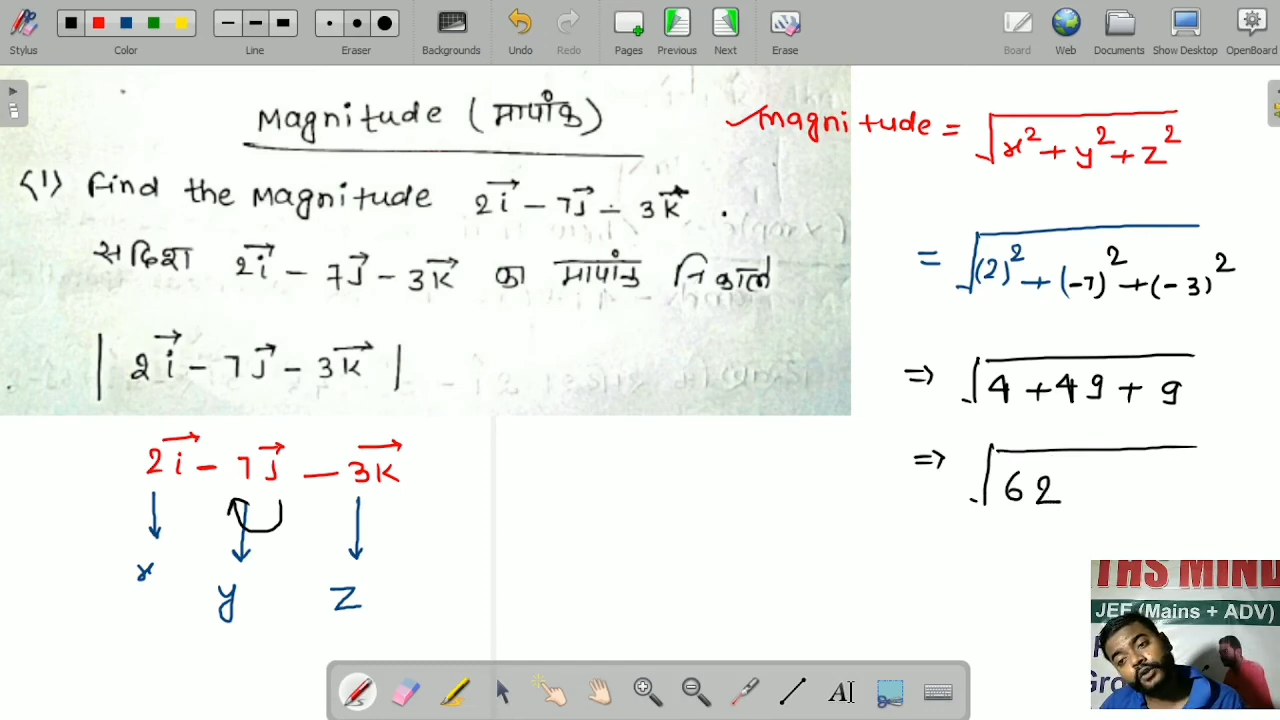 Stylus Color Line Eraser Backgrounds Undo Redo Pages Previous Next Erase Board Web Documents Show Desktop OpenBoard
Magnitude (मापांक)
(1) Find the Magnitude 2i⃗ - 7j⃗ - 3k⃗ .
सदिश 2i⃗ - 7j⃗ - 3k⃗ का मापांक निकाले
| 2i⃗ - 7j⃗ - 3k⃗ |
2i⃗ - 7j⃗ - 3k⃗
x y z
✓magnitude = √x² + y² + z²
= √(2)² + (-7)² + (-3)²
⇒ √4 + 49 + 9
⇒ √62
THS MIND
JEE (Mains + ADV)